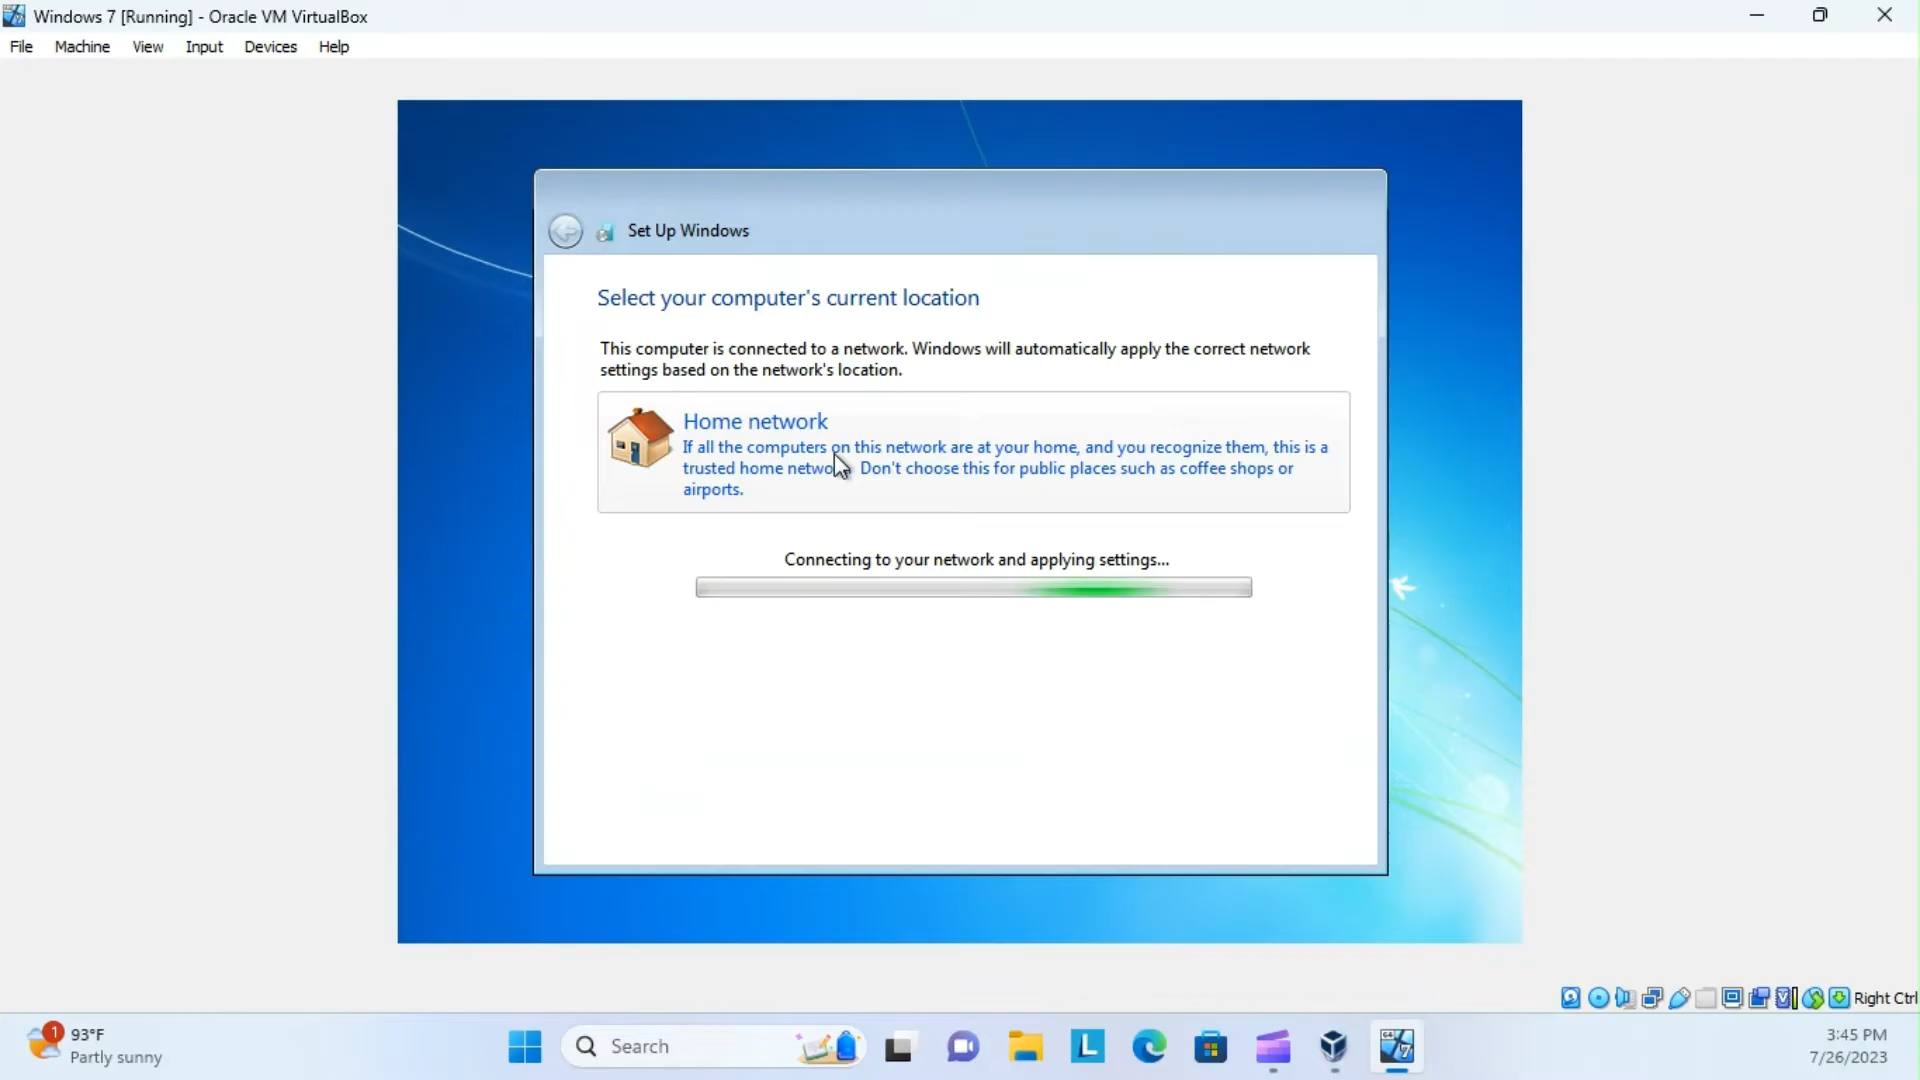 Windows 7 [Running] - Oracle VM VirtualBox
File Machine View Input Devices Help
Set Up Windows
Select your computer's current location
This computer is connected to a network. Windows will automatically apply the correct network
settings based on the network's location.
Home network
If all the computers on this network are at your home, and you recognize them, this is a
trusted home netwo Don't choose this for public places such as coffee shops or
airports.
Connecting to your network and applying settings...
Right Ctrl
1
93°F
Partly sunny
Search
L
64
7
3:45 PM
7/26/2023